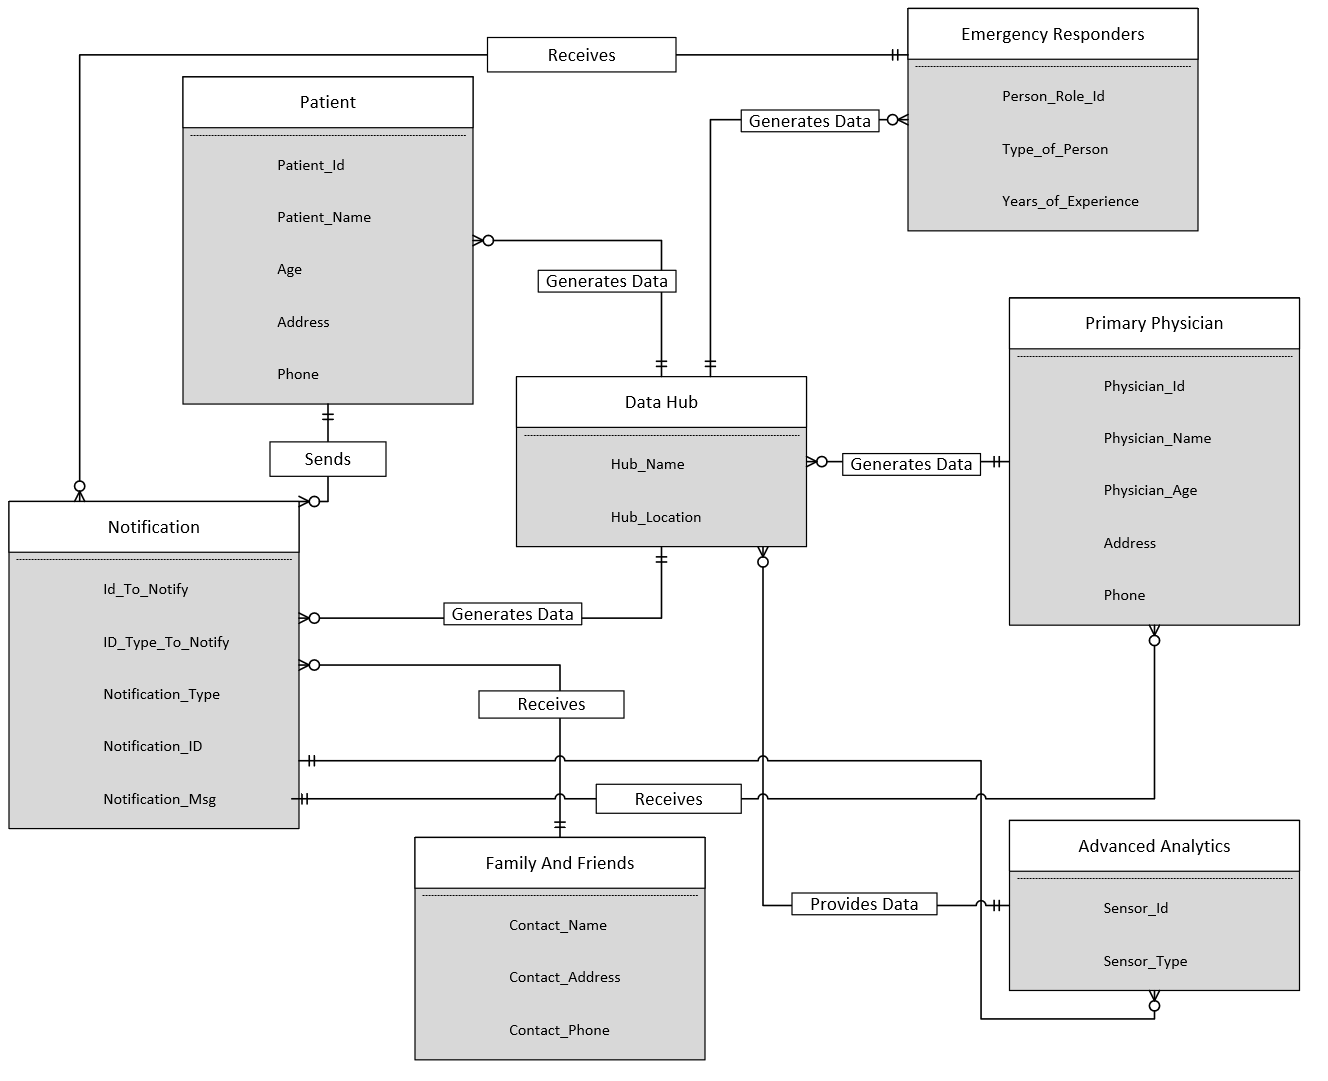 Emergency Responders
Person_Role_Id
Type_of_Person
Years_of_Experience
Receives
Patient
Patient_Id
Patient_Name
Age
Address
Phone
Generates Data
Generates Data
Primary Physician
Physician_Id
Physician_Name
Physician_Age
Address
Phone
Data Hub
Hub_Name
Hub_Location
Generates Data
Sends
Notification
Id_To_Notify
ID_Type_To_Notify
Notification_Type
Notification_ID
Notification_Msg
Generates Data
Receives
Receives
Family And Friends
Contact_Name
Contact_Address
Contact_Phone
Provides Data
Advanced Analytics
Sensor_Id
Sensor_Type